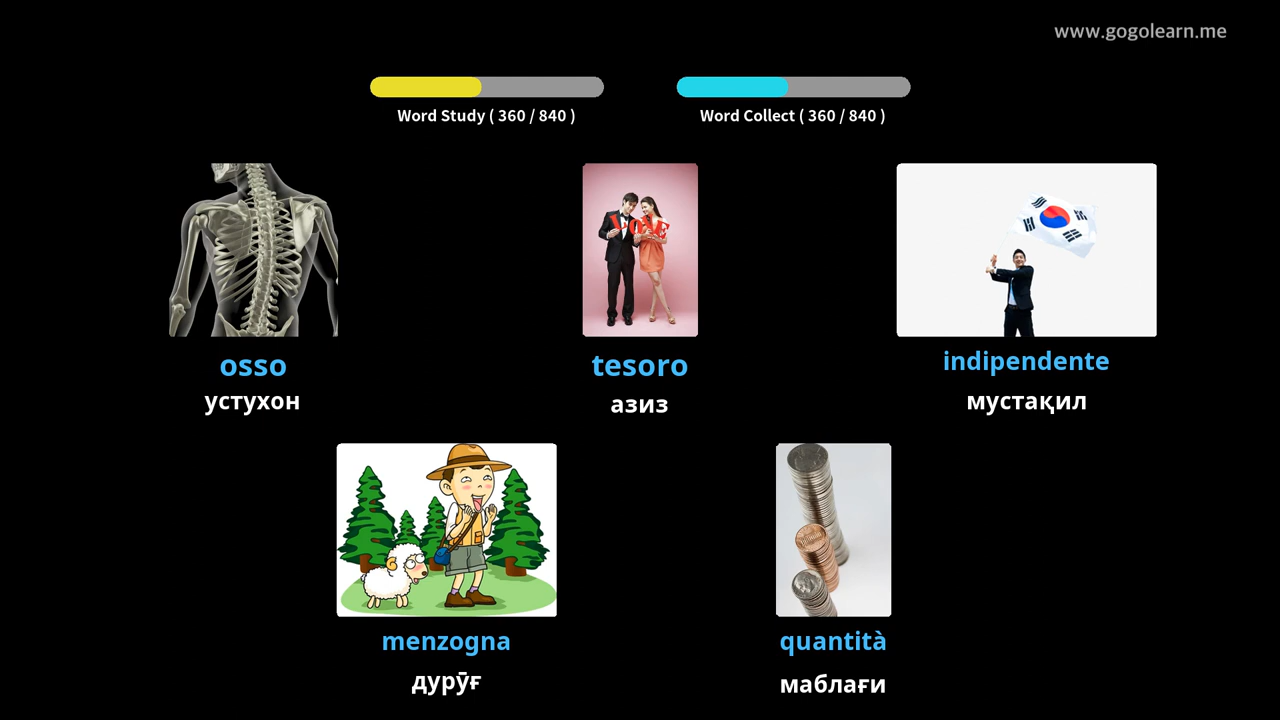 www.gogolearn.me
Word Study ( 360 / 840 )
Word Collect ( 360 / 840 )
LOVE
osso
устухон
tesoro
азиз
indipendente
мустақил
menzogna
дурӯғ
quantità
маблағи